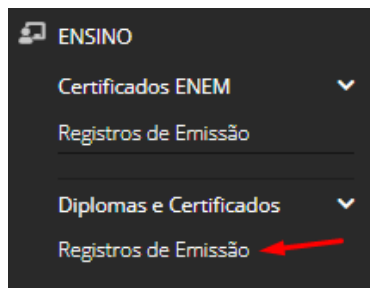 ENSINO
Certificados ENEM
Registros de Emissão
Diplomas e Certificados
Registros de Emissão